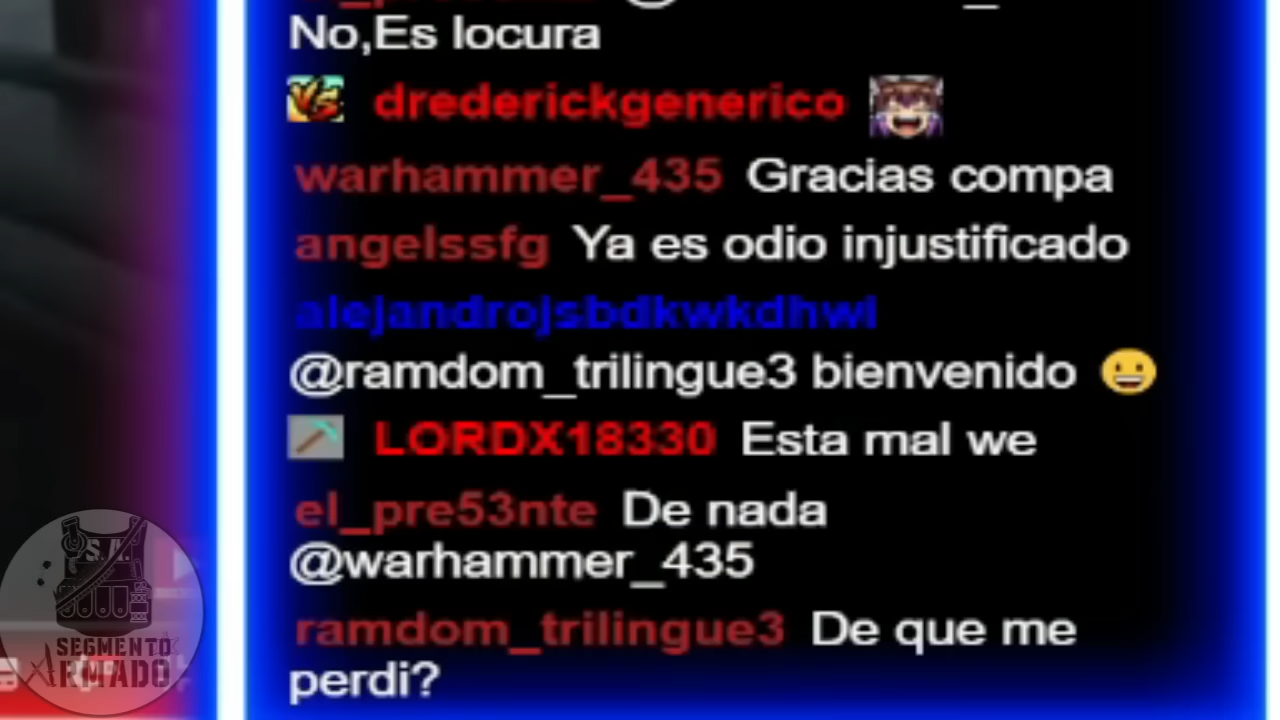 No,Es locura
drederickgenerico
warhammer_435 Gracias compa
angelssfg Ya es odio injustificado
alejandrojsbdkwkdhwl
@ramdom_trilingue3 bienvenido 😀
LORDX18330 Esta mal we
el_pre53nte De nada
@warhammer_435
ramdom_trilingue3 De que me
perdi?
S.A.
SEGMENTO
ARMADO